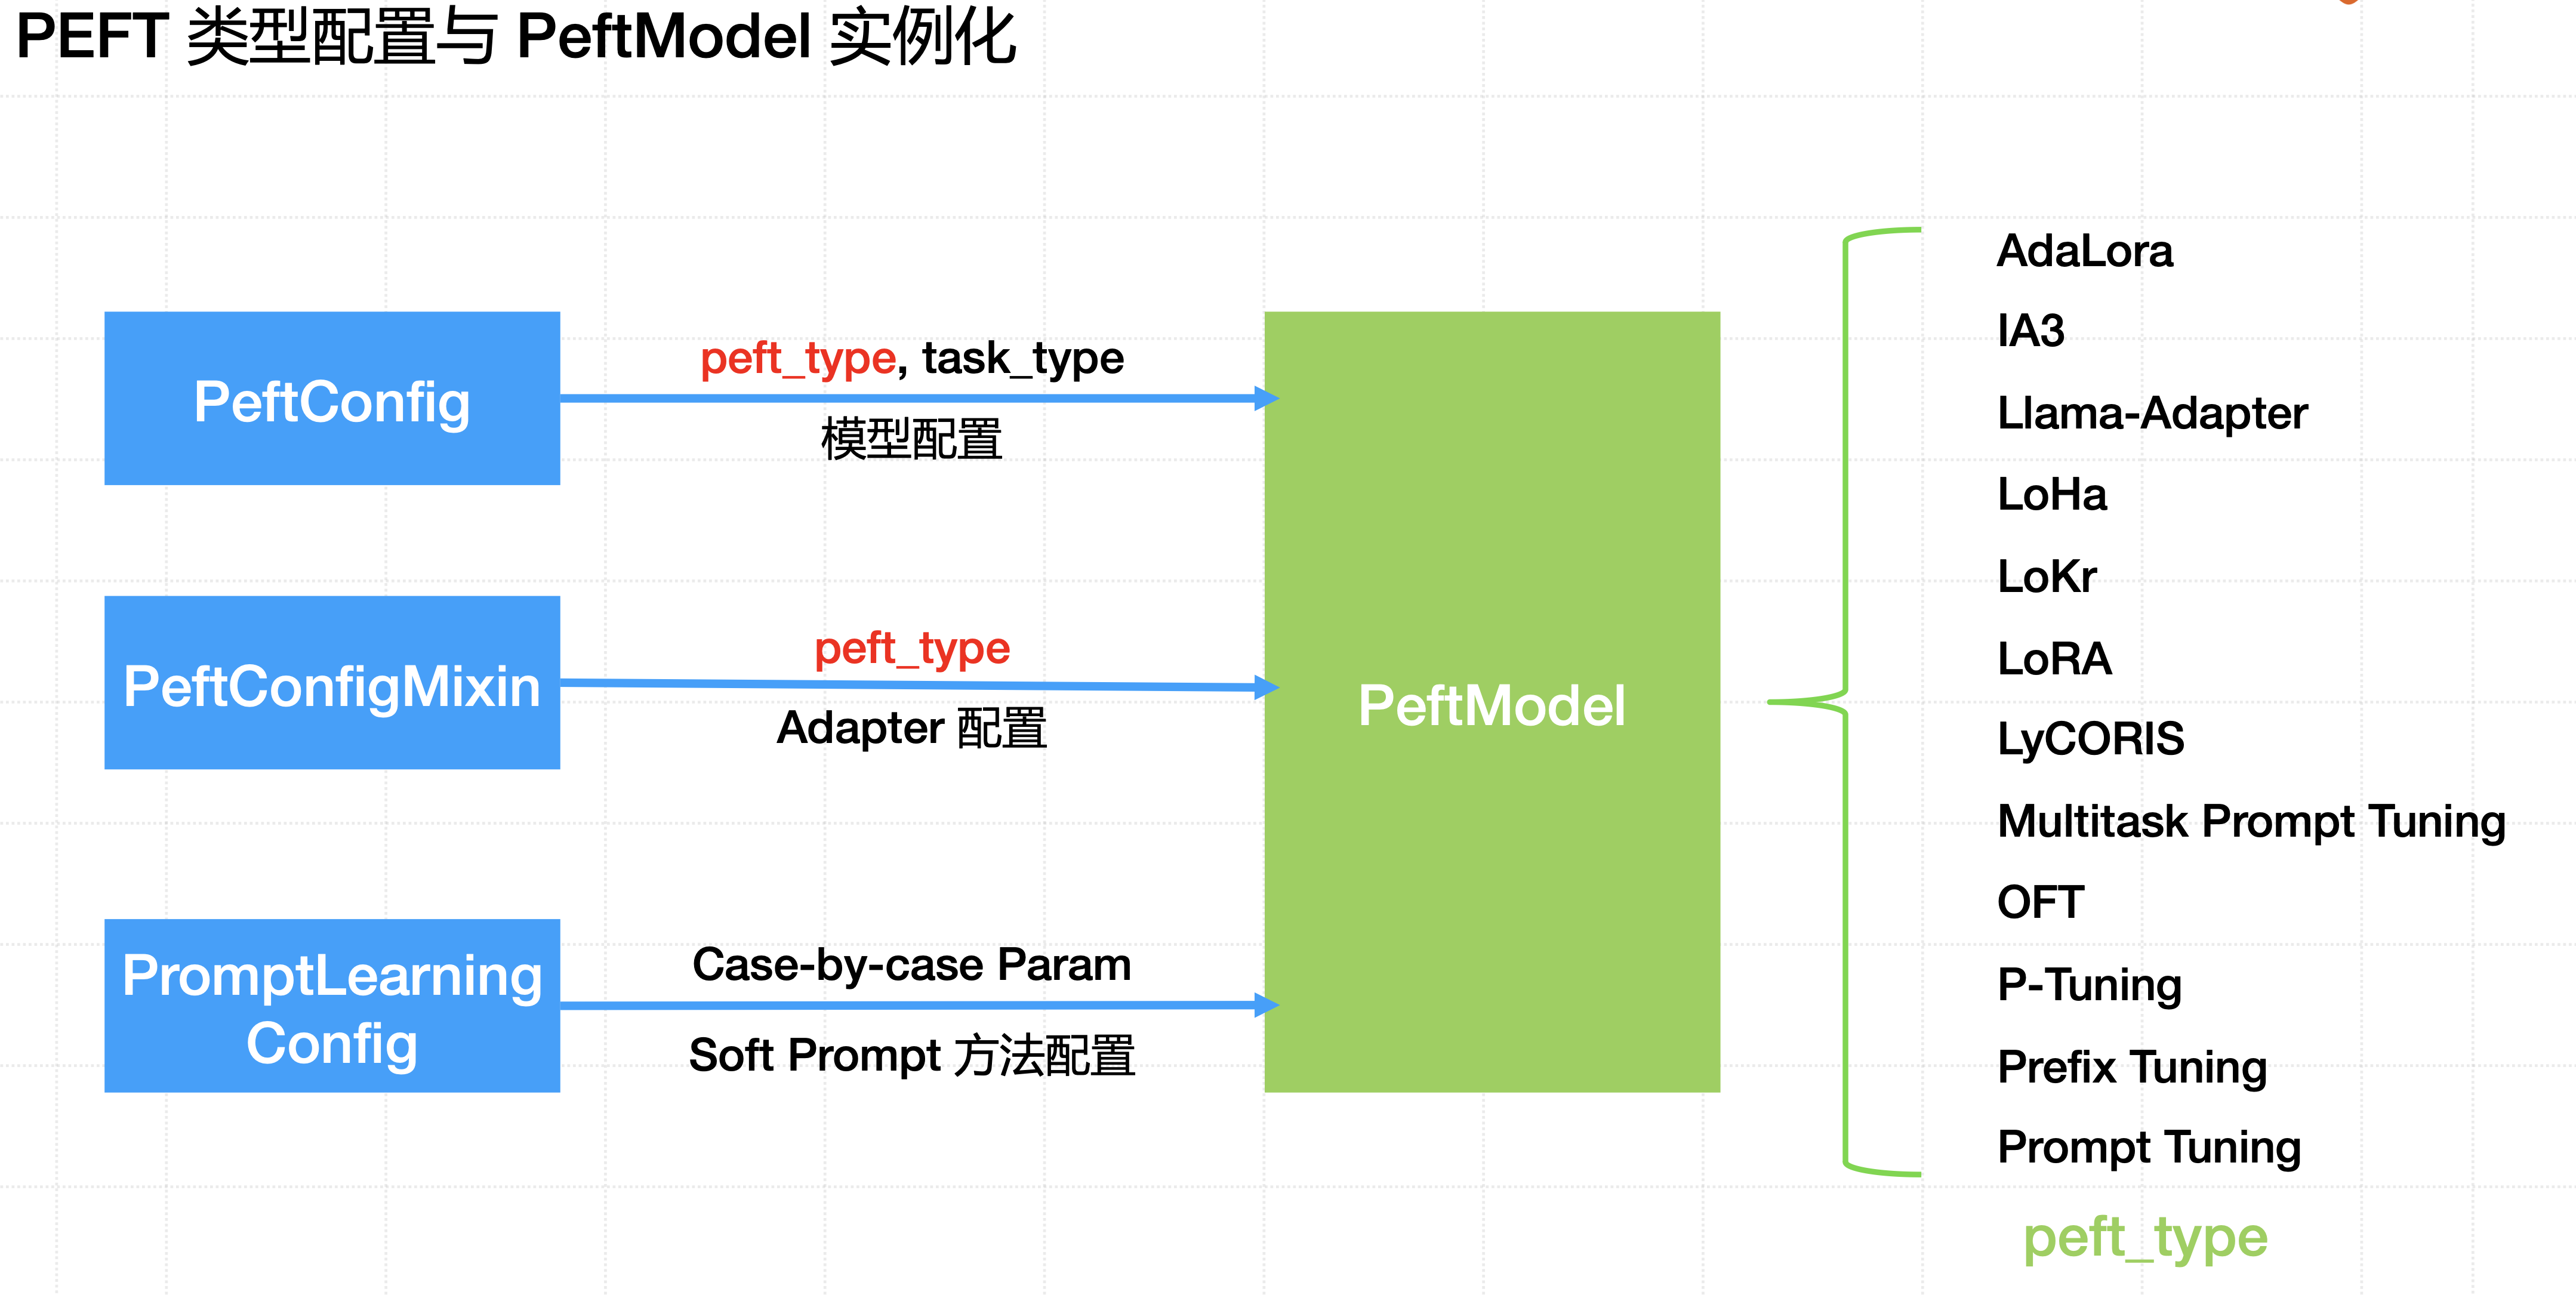 PEFT 类型配置与 PeftModel 实例化
PeftConfig
peft_type, task_type
模型配置
PeftConfigMixin
peft_type
Adapter 配置
PromptLearning
Config
Case-by-case Param
Soft Prompt 方法配置
PeftModel
AdaLora
IA3
Llama-Adapter
LoHa
LoKr
LoRA
LyCORIS
Multitask Prompt Tuning
OFT
P-Tuning
Prefix Tuning
Prompt Tuning
peft_type